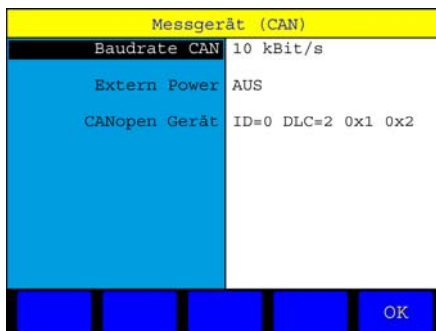 Messgerät (CAN)
Baudrate CAN 10 kBit/s
Extern Power AUS
CANopen Gerät ID=0 DLC=2 0x1 0x2
OK